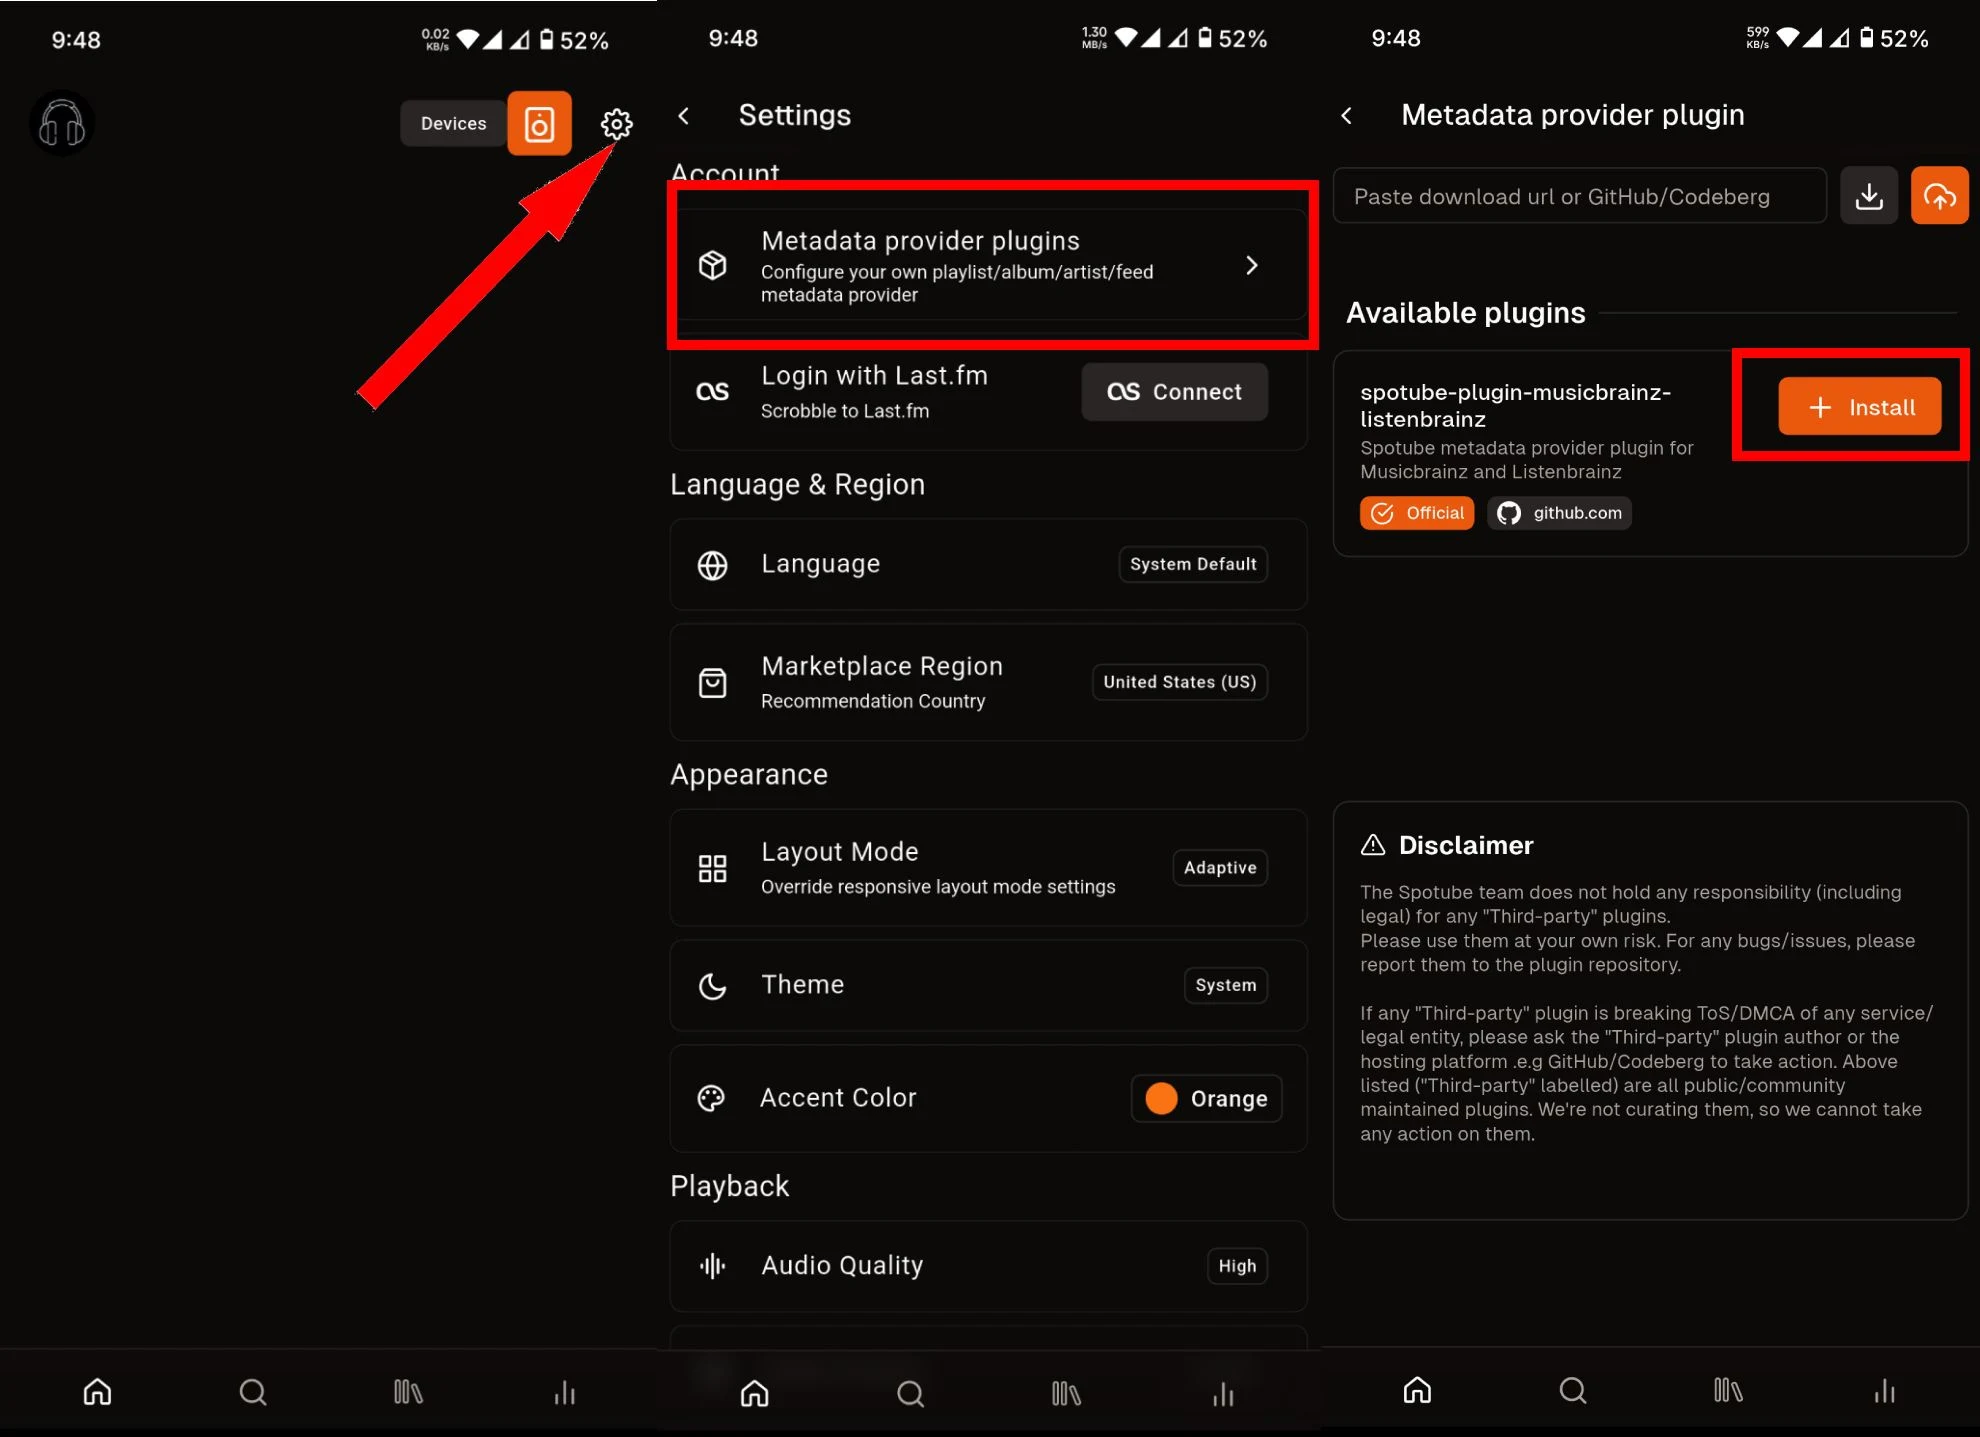 9:48
0.02
KB/s
52%
Devices
9:48
1.30
MB/s
52%
Settings
Account
Metadata provider plugins
Configure your own playlist/album/artist/feed
metadata provider
Login with Last.fm
Scrobble to Last.fm
Connect
Language & Region
Language
System Default
Marketplace Region
Recommendation Country
United States (US)
Appearance
Layout Mode
Override responsive layout mode settings
Adaptive
Theme
System
Accent Color
Orange
Playback
Audio Quality
High
9:48
599
KB/s
52%
Metadata provider plugin
Paste download url or GitHub/Codeberg
Available plugins
spotube-plugin-musicbrainz-
listenbrainz
Install
Spotube metadata provider plugin for
Musicbrainz and Listenbrainz
Official
github.com
Disclaimer
The Spotube team does not hold any responsibility (including
legal) for any "Third-party" plugins.
Please use them at your own risk. For any bugs/issues, please
report them to the plugin repository.
If any "Third-party" plugin is breaking ToS/DMCA of any service/
legal entity, please ask the "Third-party" plugin author or the
hosting platform .e.g GitHub/Codeberg to take action. Above
listed ("Third-party" labelled) are all public/community
maintained plugins. We're not curating them, so we cannot take
any action on them.